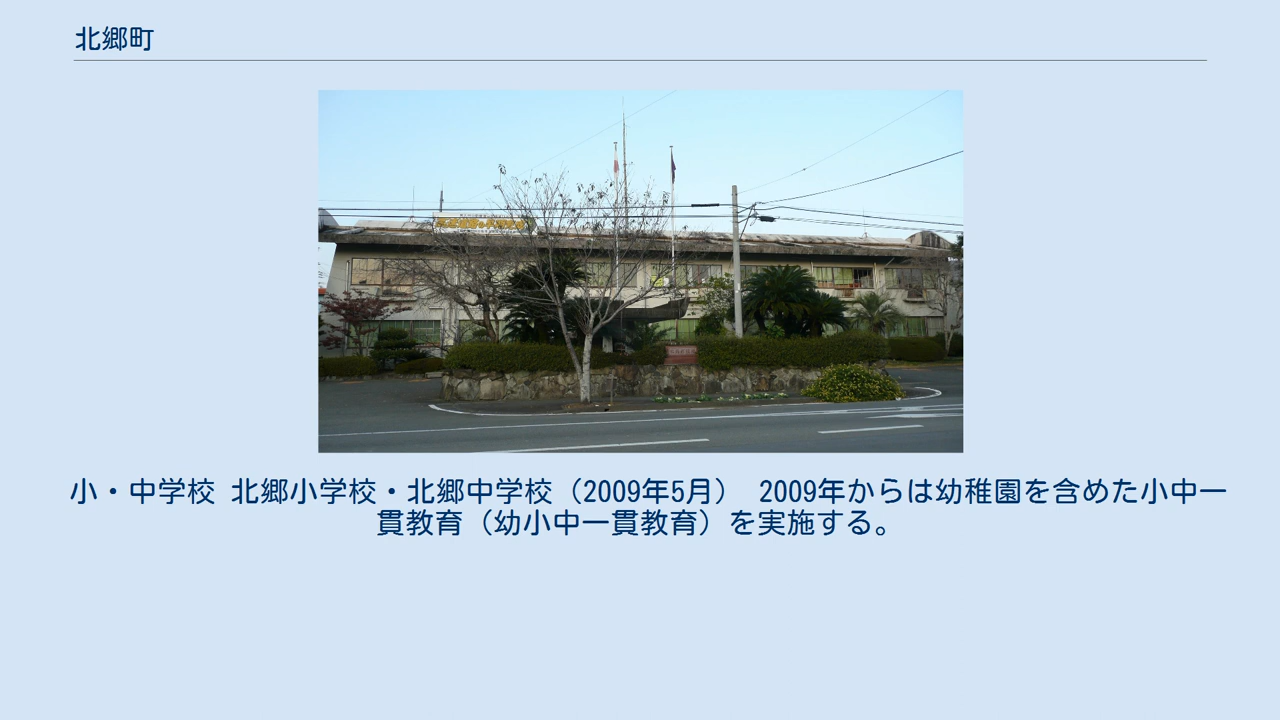 北郷町
小・中学校 北郷小学校・北郷中学校（2009年5月） 2009年からは幼稚園を含めた小中一
貫教育（幼小中一貫教育）を実施する。